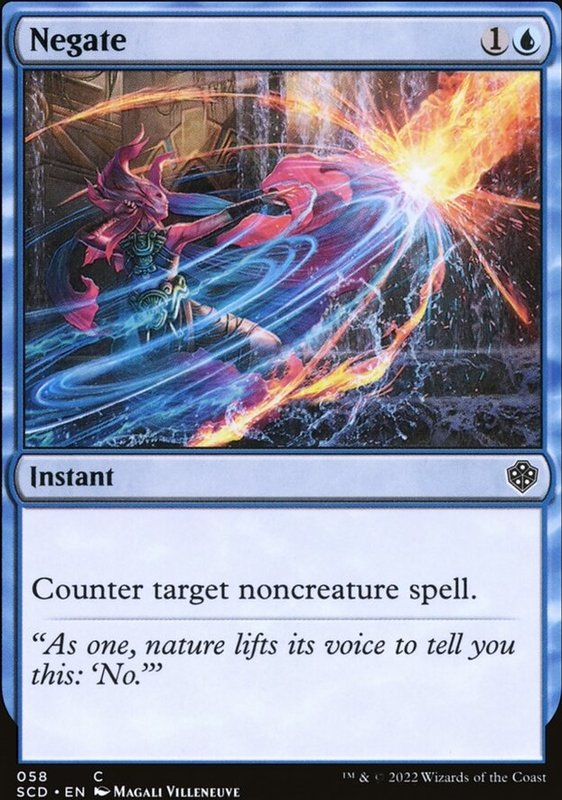 Negate
1
Instant
Counter target noncreature spell.
“As one, nature lifts its voice to tell you
this: ‘No.’”
058 C
SCD • EN Magali Villeneuve
™ & © 2022 Wizards of the Coast